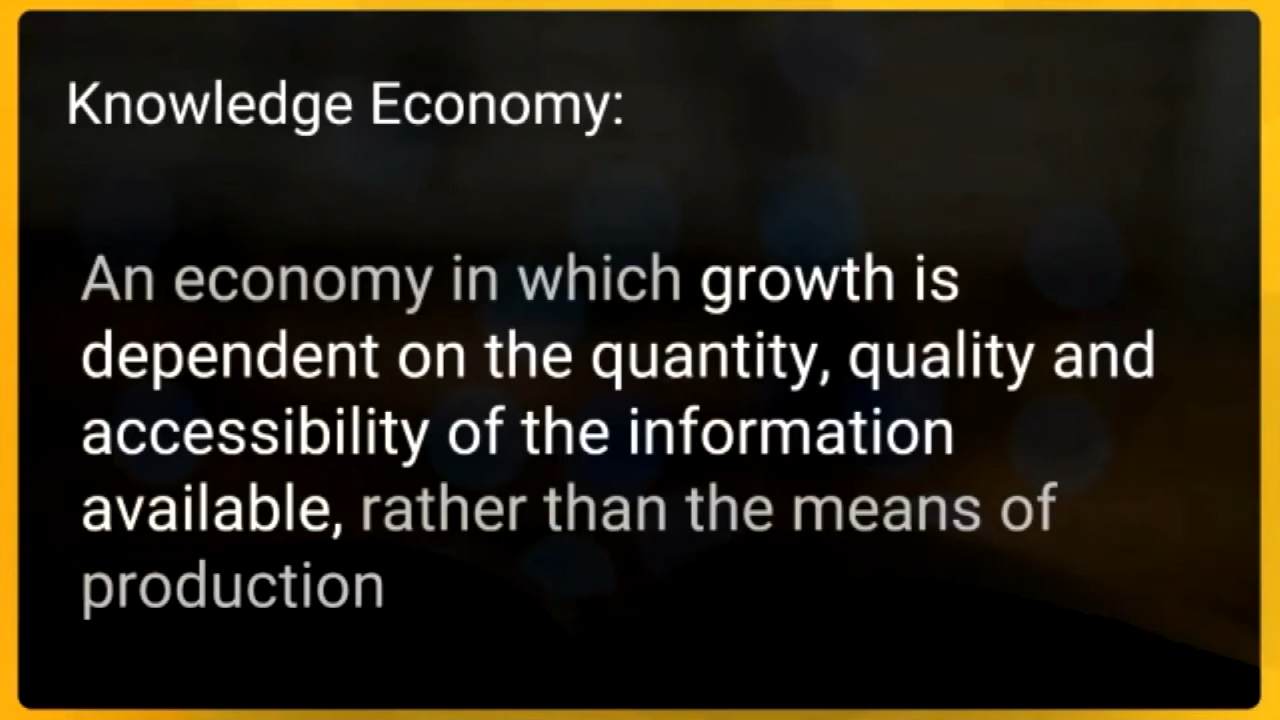 Knowledge Economy:
An economy in which growth is
dependent on the quantity, quality and
accessibility of the information
available, rather than the means of
production